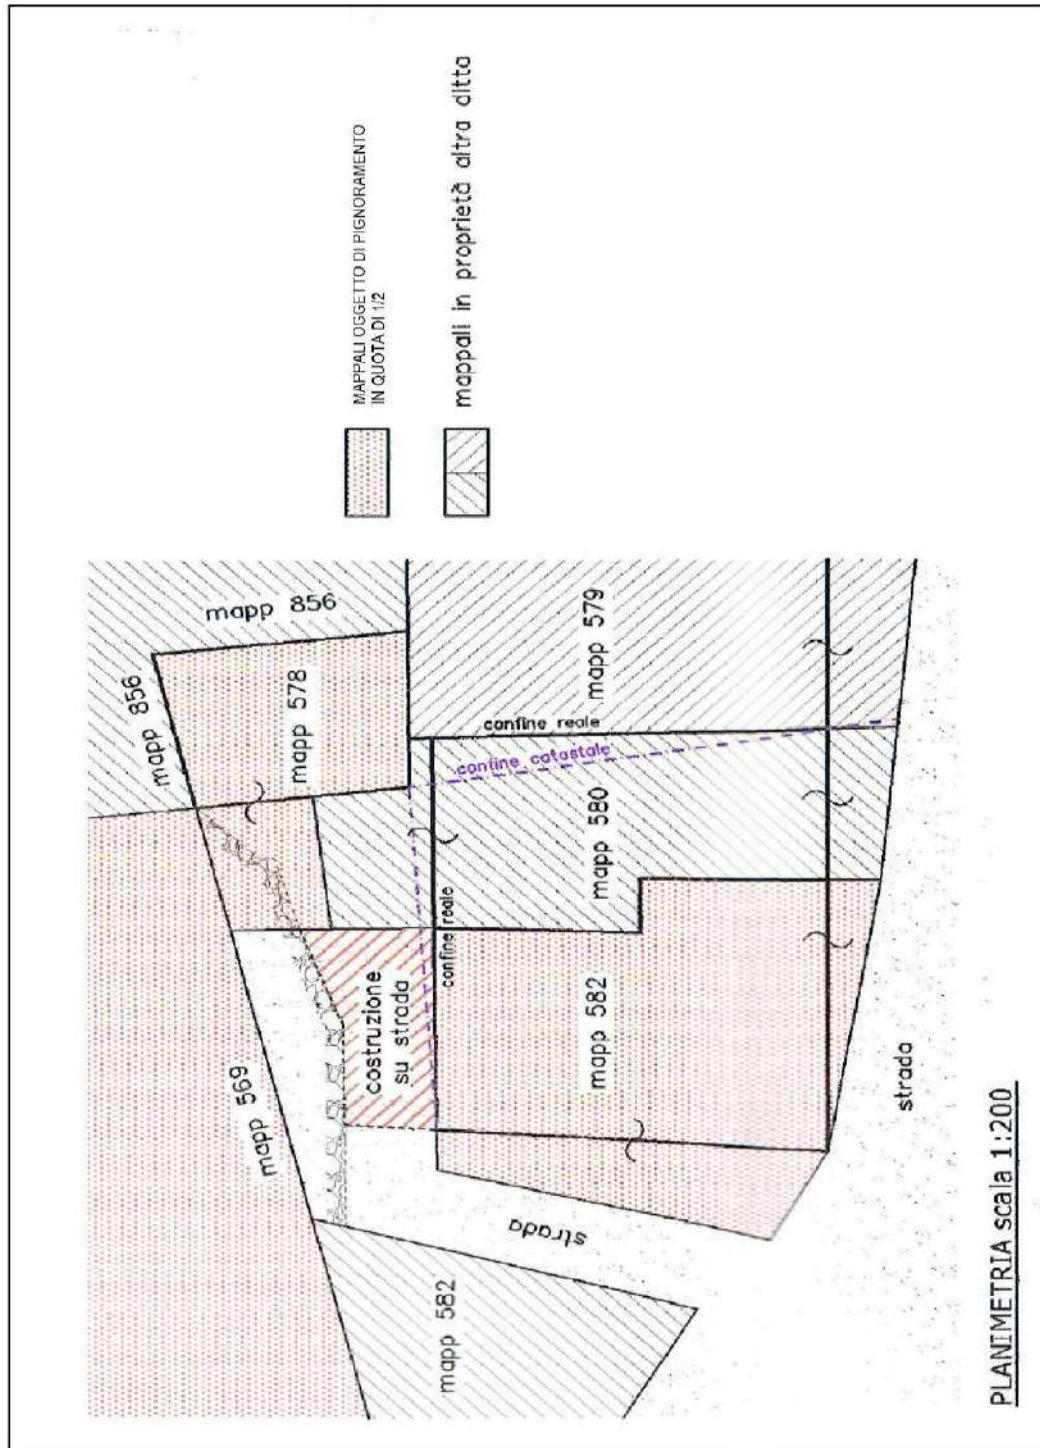 MAPPALI OGGETTO DI PIGNORAMENTO
IN QUOTA DI 1/2
mappali in proprietà altra ditta
mapp 856
mapp 856
mapp 578
mapp 579
confine reale
confine catastale
mapp 580
confine reale
costruzione
su strada
mapp 582
mapp 569
strada
strada
mapp 582
PLANIMETRIA scala 1:200